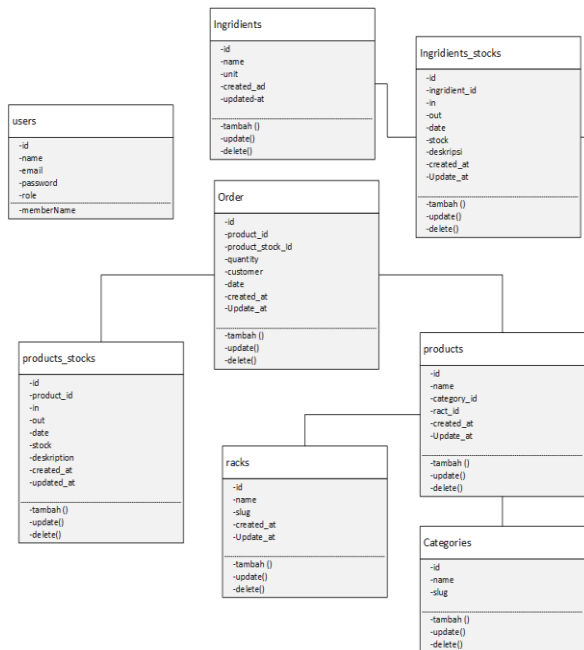 Ingridients
-id
-name
-unit
-created_ad
-updated-at
-tambah ()
-update()
-delete()
Ingridients_stocks
-id
-ingridient_id
-in
-out
-date
-stock
-deskripsi
-created_at
-Update_at
-tambah ()
-update()
-delete()
users
-id
-name
-email
-password
-role
-memberName
Order
-id
-product_id
-product_stock_Id
-quantity
-customer
-date
-created_at
-Update_at
-tambah ()
-update()
-delete()
products_stocks
-id
-product_id
-in
-out
-date
-stock
-deskription
-created_at
-updated_at
-tambah ()
-update()
-delete()
products
-id
-name
-category_id
-ract_id
-created_at
-Update_at
-tambah ()
-update()
-delete()
racks
-id
-name
-slug
-created_at
-Update_at
-tambah ()
-update()
-delete()
Categories
-id
-name
-slug
-tambah ()
-update()
-delete()